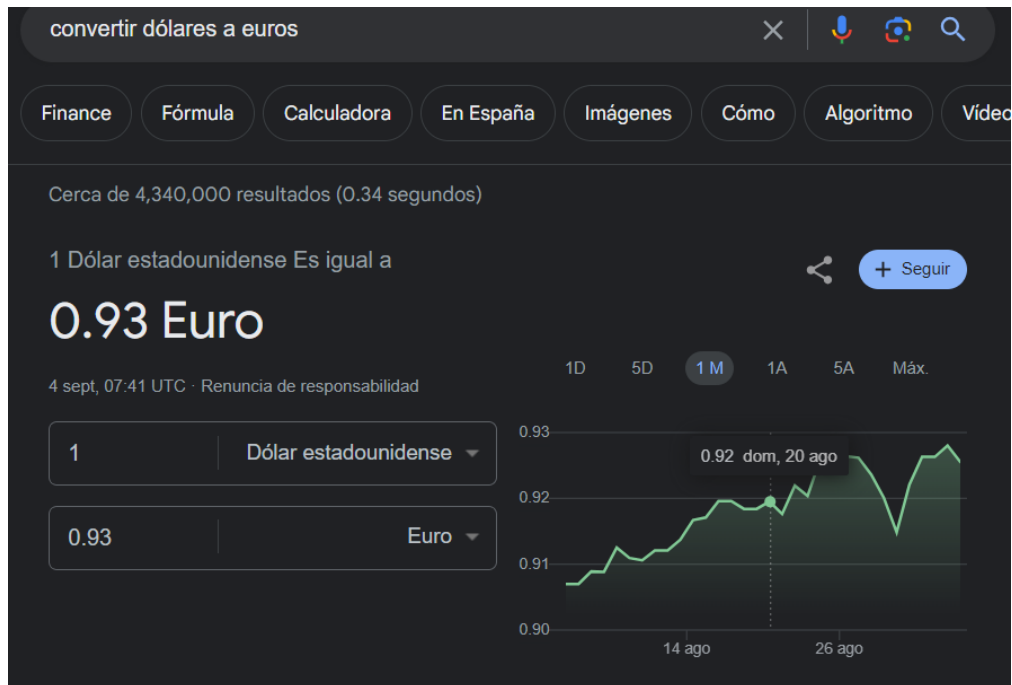 convertir dólares a euros
Finance Fórmula Calculadora En España Imágenes Cómo Algoritmo Vídeo
Cerca de 4,340,000 resultados (0.34 segundos)
1 Dólar estadounidense Es igual a
+ Seguir
0.93 Euro
4 sept, 07:41 UTC · Renuncia de responsabilidad
1D 5D 1 M 1A 5A Máx.
1 Dólar estadounidense
0.93 Euro
0.93
0.92 dom, 20 ago
0.92
0.91
0.90
14 ago 26 ago